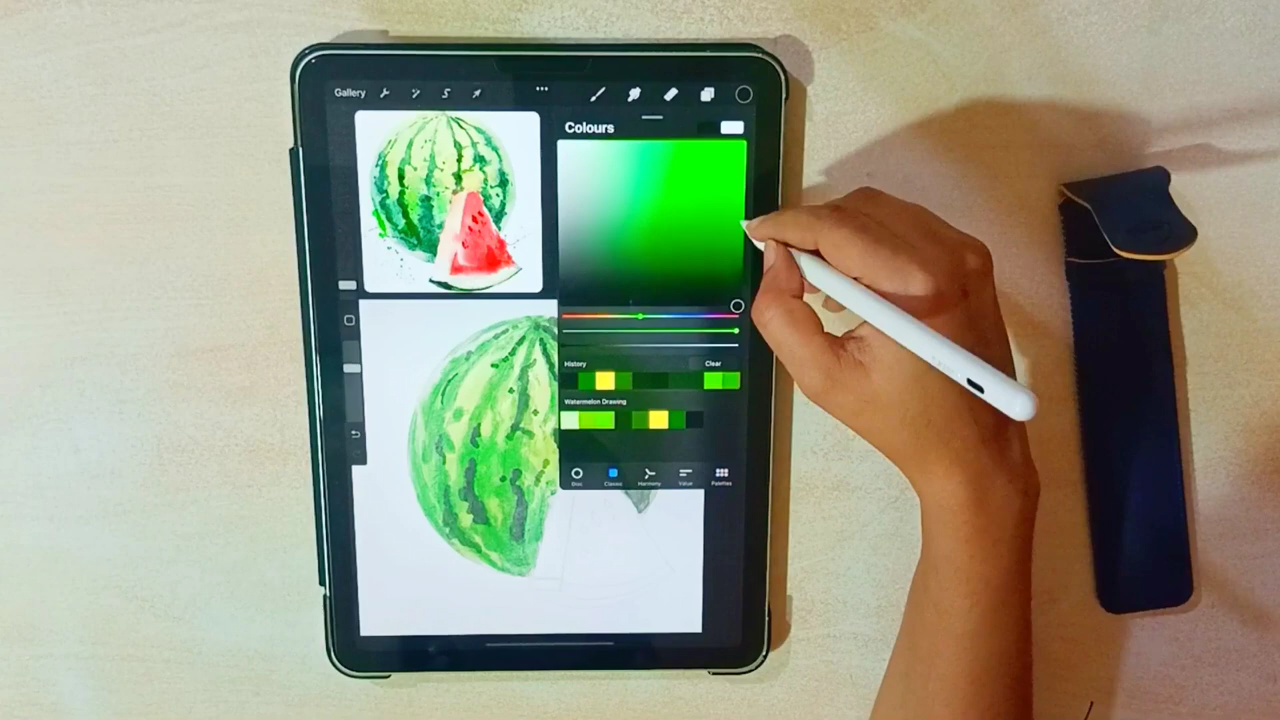 Gallery
Colours
History Clear
Watermelon Drawing
Disc Classic Harmony Value Palettes